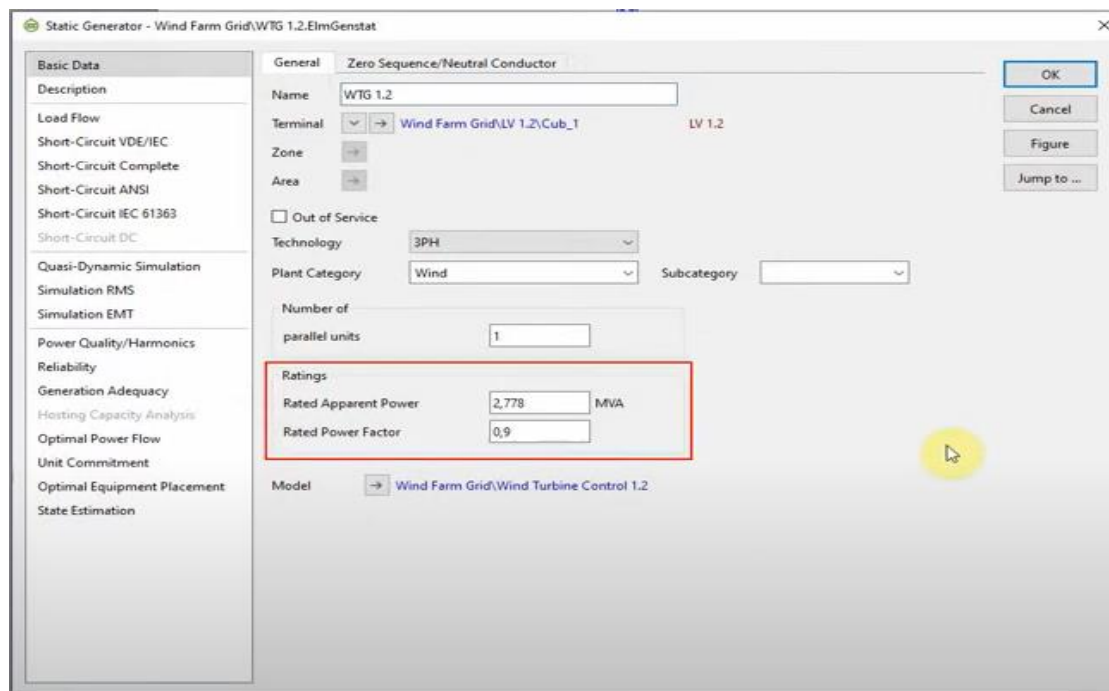 Static Generator - Wind Farm Grid\WTG 1.2.ElmGenstat
Basic Data
Description
Load Flow
Short-Circuit VDE/IEC
Short-Circuit Complete
Short-Circuit ANSI
Short-Circuit IEC 61363
Short-Circuit DC
Quasi-Dynamic Simulation
Simulation RMS
Simulation EMT
Power Quality/Harmonics
Reliability
Generation Adequacy
Hosting Capacity Analysis
Optimal Power Flow
Unit Commitment
Optimal Equipment Placement
State Estimation
General Zero Sequence/Neutral Conductor
Name WTG 1.2
Terminal Wind Farm Grid\LV 1.2\Cub_1 LV 1.2
Zone
Area
Out of Service
Technology 3PH
Plant Category Wind Subcategory
Number of
parallel units 1
Ratings
Rated Apparent Power 2,778 MVA
Rated Power Factor 0,9
Model Wind Farm Grid\Wind Turbine Control 1.2
OK
Cancel
Figure
Jump to ...